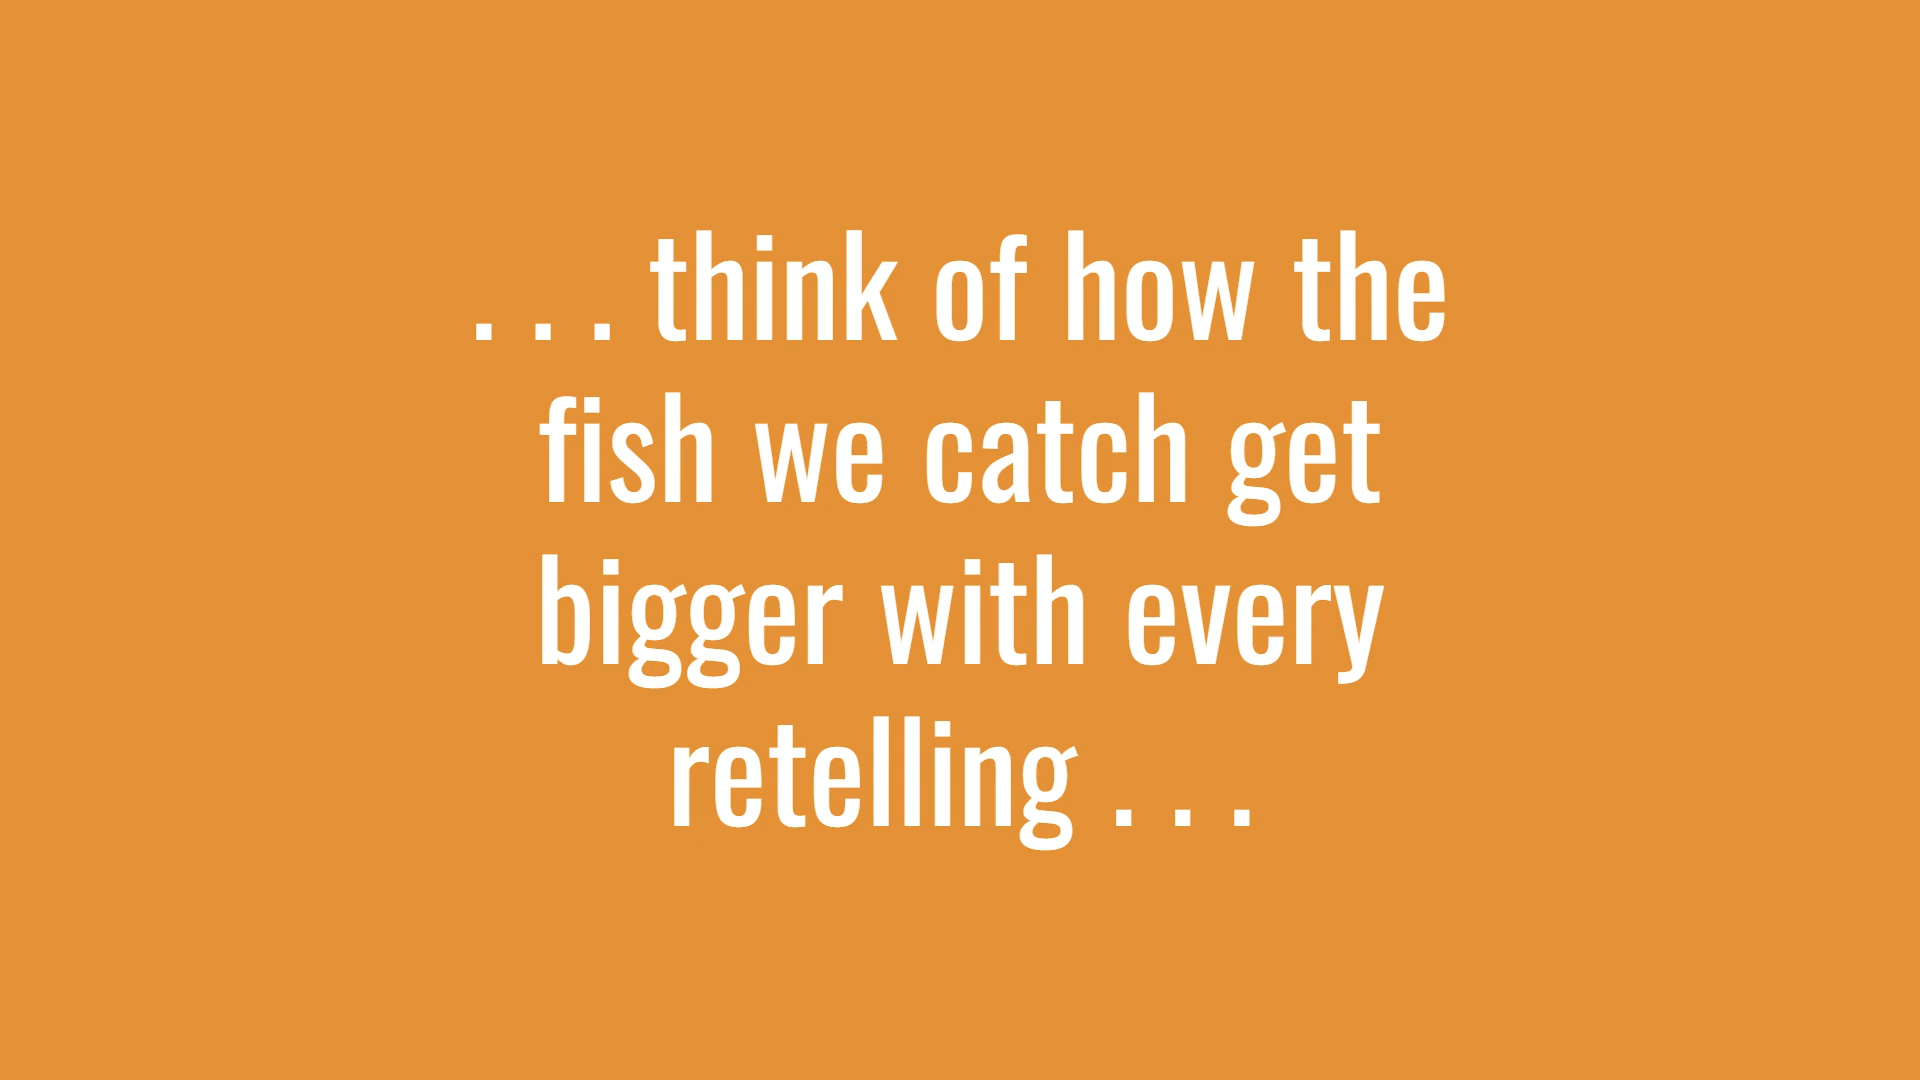 . . . think of how the
fish we catch get
bigger with every
retelling . . .